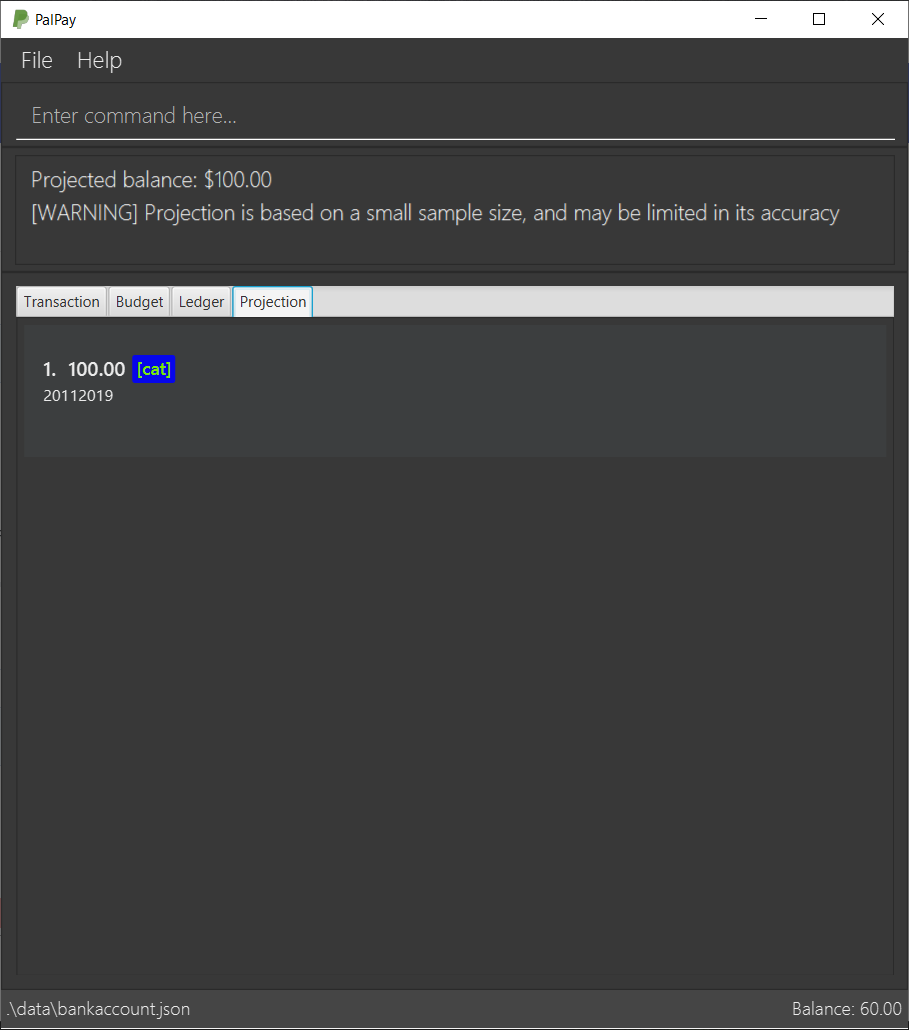 PalPay
File Help
Enter command here...
Projected balance: $100.00
[WARNING] Projection is based on a small sample size, and may be limited in its accuracy
Transaction Budget Ledger Projection
1. 100.00 [cat]
20112019
.\data\bankaccount.json Balance: 60.00